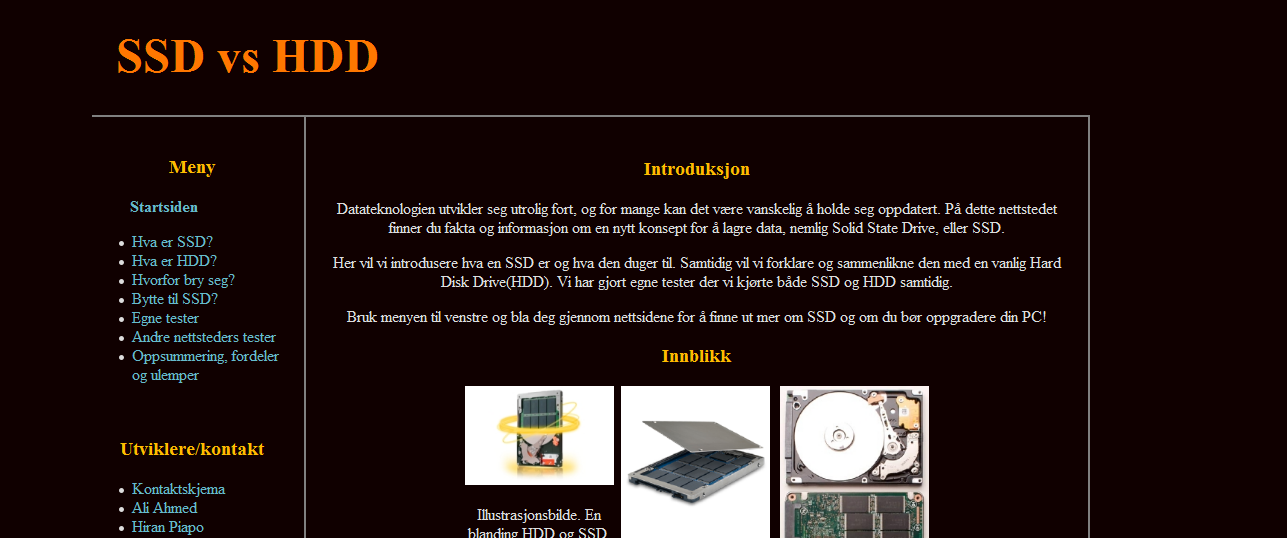 SSD vs HDD
Meny
Startsiden
Hva er SSD?
Hva er HDD?
Hvorfor bry seg?
Bytte til SSD?
Egne tester
Andre nettsteders tester
Oppsummering, fordeler
og ulemper
Utviklere/kontakt
Kontaktskjema
Ali Ahmed
Hiran Piapo
Introduksjon
Datateknologien utvikler seg utrolig fort, og for mange kan det være vanskelig å holde seg oppdatert. På dette nettstedet
finner du fakta og informasjon om en nytt konsept for å lagre data, nemlig Solid State Drive, eller SSD.
Her vil vi introdusere hva en SSD er og hva den duger til. Samtidig vil vi forklare og sammenlikne den med en vanlig Hard
Disk Drive(HDD). Vi har gjort egne tester der vi kjørte både SSD og HDD samtidig.
Bruk menyen til venstre og bla deg gjennom nettsidene for å finne ut mer om SSD og om du bør oppgradere din PC!
Innblikk
Illustrasjonsbilde. En
blanding HDD og SSD